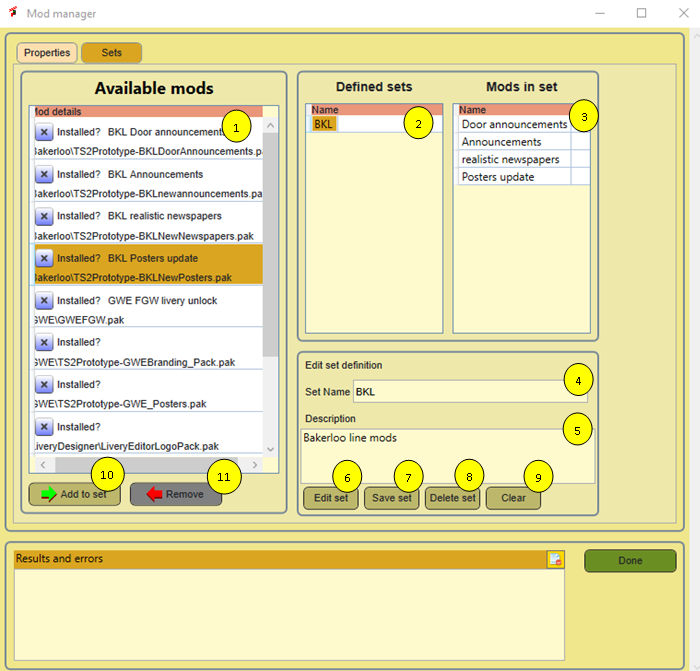 Mod manager
Properties
Sets
Available mods
Mod details
Installed? BKL Door announcements
Bakerloo\TS2Prototype-BKLDoorAnnouncements.pa
Installed? BKL Announcements
Bakerloo\TS2Prototype-BKLnewannouncements.pa
Installed? BKL realistic newspapers
Bakerloo\TS2Prototype-BKLNewNewspapers.pak
Installed? BKL Posters update
Bakerloo\TS2Prototype-BKLNewPosters.pak
Installed? GWE FGW livery unlock
GWE\GWEFGW.pak
Installed?
GWE\TS2Prototype-GWEBranding_Pack.pak
Installed?
GWE\TS2Prototype-GWE_Posters.pak
Installed?
LiveryDesigner\LiveryEditorLogoPack.pak
1
10
11
Add to set
Remove
Defined sets
Name
BKL
2
Mods in set
Name
3
Door announcements
Announcements
realistic newspapers
Posters update
Edit set definition
4
Set Name BKL
Description
5
Bakerloo line mods
6
7
8
9
Edit set
Save set
Delete set
Clear
Results and errors
Done